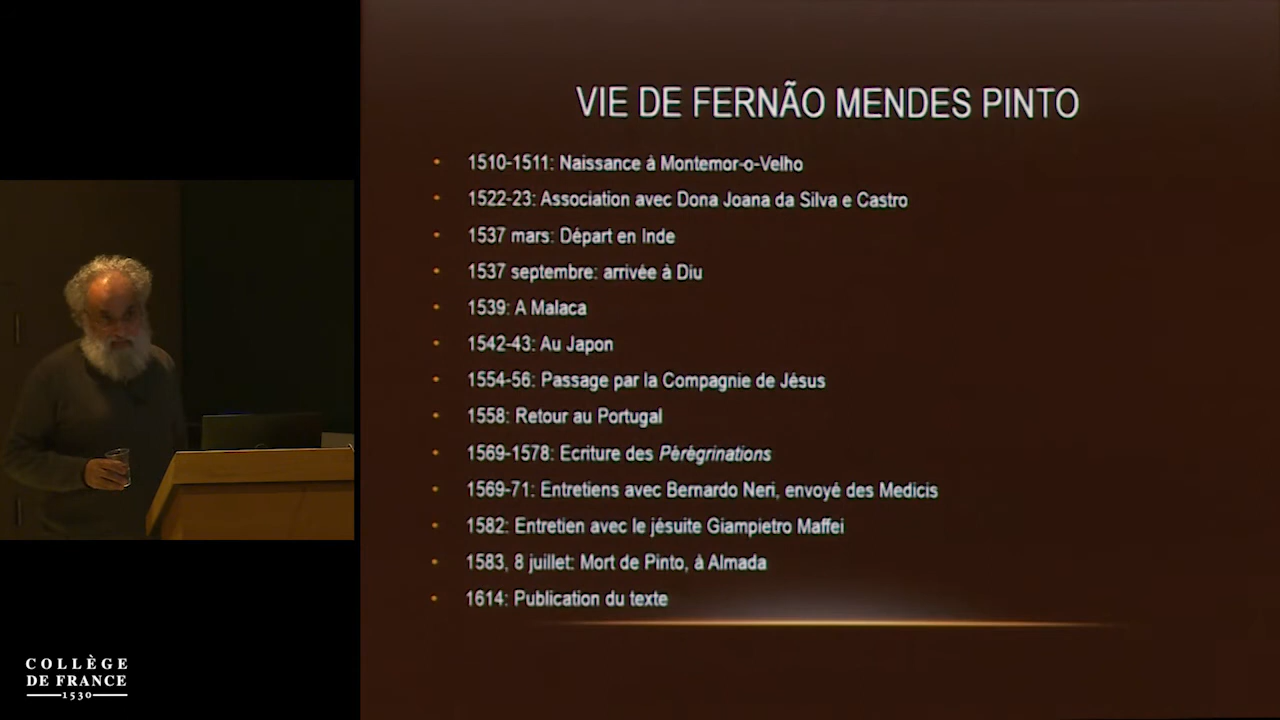 VIE DE FERNÃO MENDES PINTO
• 1510-1511: Naissance à Montemor-o-Velho
• 1522-23: Association avec Dona Joana da Silva e Castro
• 1537 mars: Départ en Inde
• 1537 septembre: arrivée à Diu
• 1539: A Malaca
• 1542-43: Au Japon
• 1554-56: Passage par la Compagnie de Jésus
• 1558: Retour au Portugal
• 1569-1578: Ecriture des Pérégrinations
• 1569-71: Entretiens avec Bernardo Neri, envoyé des Medicis
• 1582: Entretien avec le jésuite Giampietro Maffei
• 1583, 8 juillet: Mort de Pinto, à Almada
• 1614: Publication du texte
COLLÈGE
DE FRANCE
1530